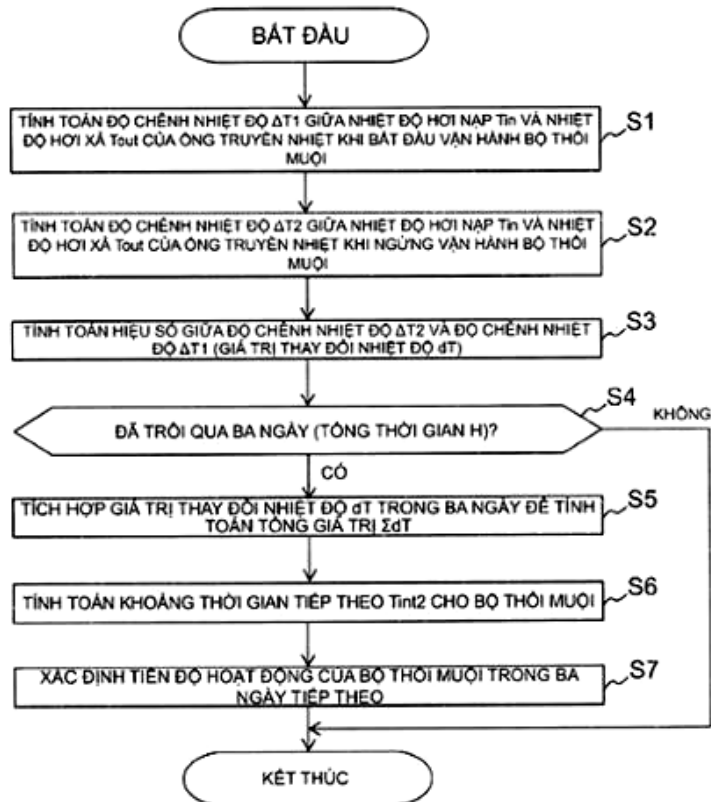 BẮT ĐẦU
TÍNH TOÁN ĐỘ CHÊNH NHIỆT ĐỘ ΔT1 GIỮA NHIỆT ĐỘ HƠI NẠP Tin VÀ NHIỆT
ĐỘ HƠI XẢ Tout CỦA ỐNG TRUYỀN NHIỆT KHI BẮT ĐẦU VẬN HÀNH BỘ THỔI
MUỘI
S1
TÍNH TOÁN ĐỘ CHÊNH NHIỆT ĐỘ ΔT2 GIỮA NHIỆT ĐỘ HƠI NẠP Tin VÀ NHIỆT
ĐỘ HƠI XẢ Tout CỦA ỐNG TRUYỀN NHIỆT KHI NGỪNG VẬN HÀNH BỘ THỔI
MUỘI
S2
TÍNH TOÁN HIỆU SỐ GIỮA ĐỘ CHÊNH NHIỆT ĐỘ ΔT2 VÀ ĐỘ CHÊNH NHIỆT
ĐỘ ΔT1 (GIÁ TRỊ THAY ĐỔI NHIỆT ĐỘ dT)
S3
ĐÃ TRÔI QUA BA NGÀY (TỔNG THỜI GIAN H)?
S4
KHÔNG
CÓ
TÍCH HỢP GIÁ TRỊ THAY ĐỔI NHIỆT ĐỘ dT TRONG BA NGÀY ĐỂ TÍNH
TOÁN TỔNG GIÁ TRỊ ΣdT
S5
TÍNH TOÁN KHOẢNG THỜI GIAN TIẾP THEO Tint2 CHO BỘ THỔI MUỘI
S6
XÁC ĐỊNH TIẾN ĐỘ HOẠT ĐỘNG CỦA BỘ THỔI MUỘI TRONG BA
NGÀY TIẾP THEO
S7
KẾT THÚC